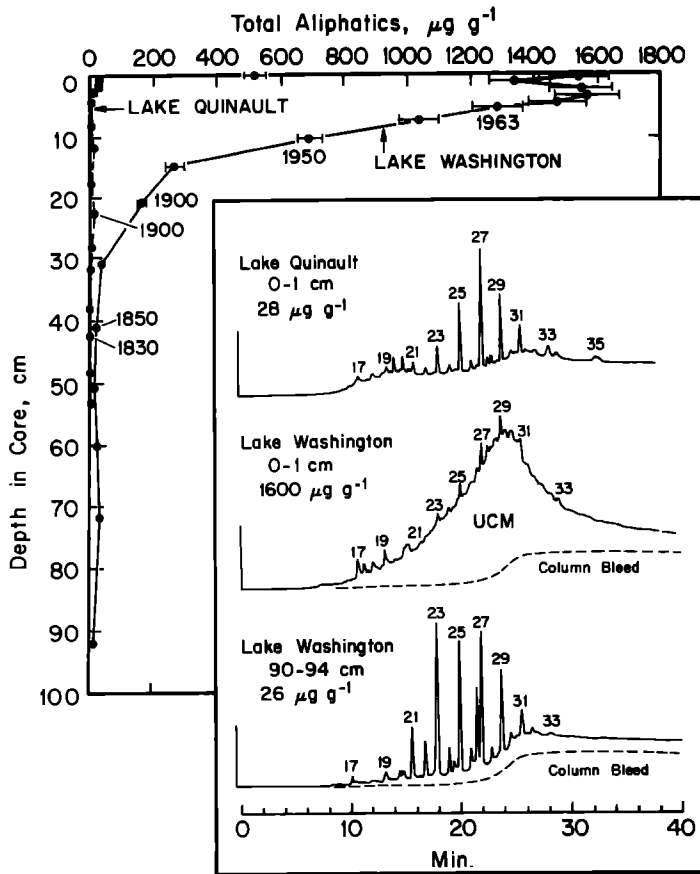 Total Aliphatics, μg g⁻¹
0 200 400 600 800 1000 1200 1400 1600 1800
0
10
20
30
40
50
60
70
80
90
100
Depth in Core, cm
LAKE QUINAULT
1963
1950
LAKE WASHINGTON
1900
1900
1850
1830
Lake Quinault
0-1 cm
28 μg g⁻¹
17 19 21 23 25 27 29 31 33 35
Lake Washington
0-1 cm
1600 μg g⁻¹
17 19 21 23 25 27 29 31 33
UCM
Column Bleed
Lake Washington
90-94 cm
26 μg g⁻¹
17 19 21 23 25 27 29 31 33
Column Bleed
0 10 20 30 40
Min.